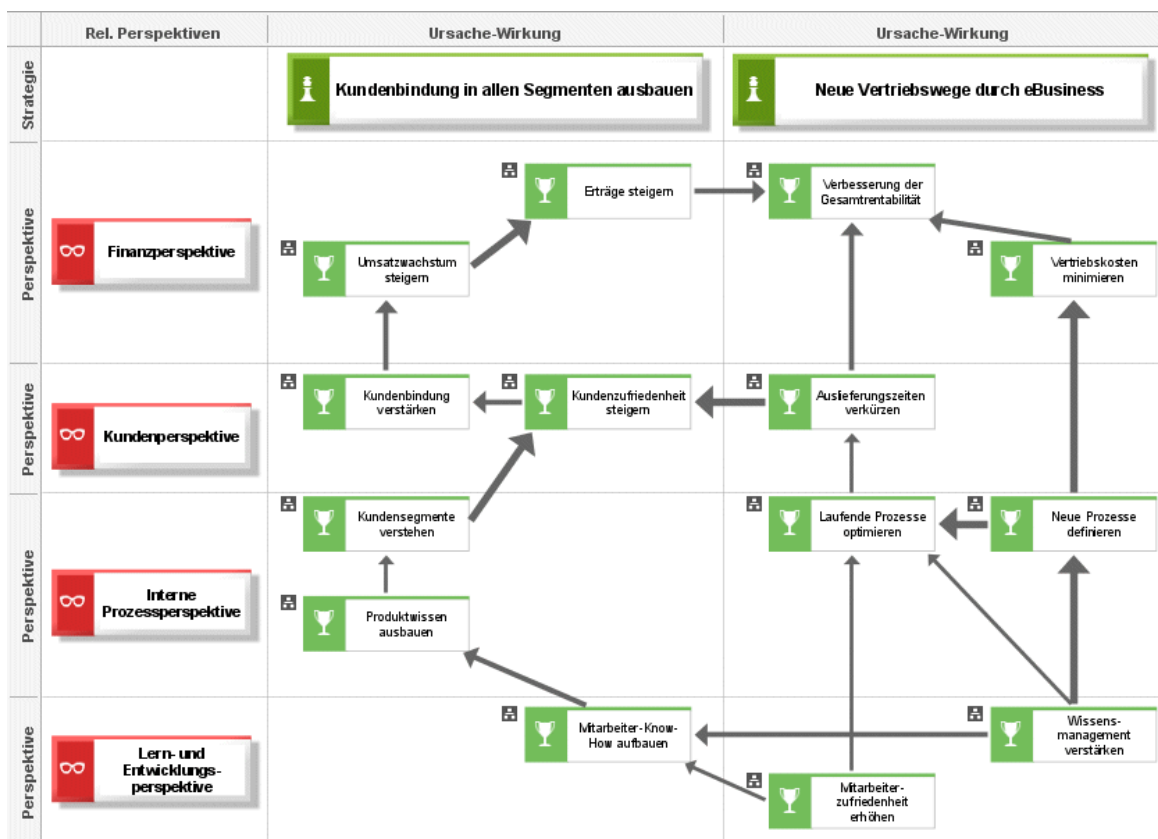 Rel. Perspektiven
Ursache-Wirkung
Ursache-Wirkung
Strategie
Kundenbindung in allen Segmenten ausbauen
Neue Vertriebswege durch eBusiness
Perspektive
Finanzperspektive
Erträge steigern
Verbesserung der
Gesamtrentabilität
Umsatzwachstum
steigern
Vertriebskosten
minimieren
Perspektive
Kundenperspektive
Kundenbindung
verstärken
Kundenzufriedenheit
steigern
Auslieferungszeiten
verkürzen
Perspektive
Interne
Prozessperspektive
Kundensegmente
verstehen
Laufende Prozesse
optimieren
Neue Prozesse
definieren
Produktwissen
ausbauen
Perspektive
Lern- und
Entwicklungs-
perspektive
Mitarbeiter-Know-
How aufbauen
Wissens-
management
verstärken
Mitarbeiter-
zufriedenheit
erhöhen